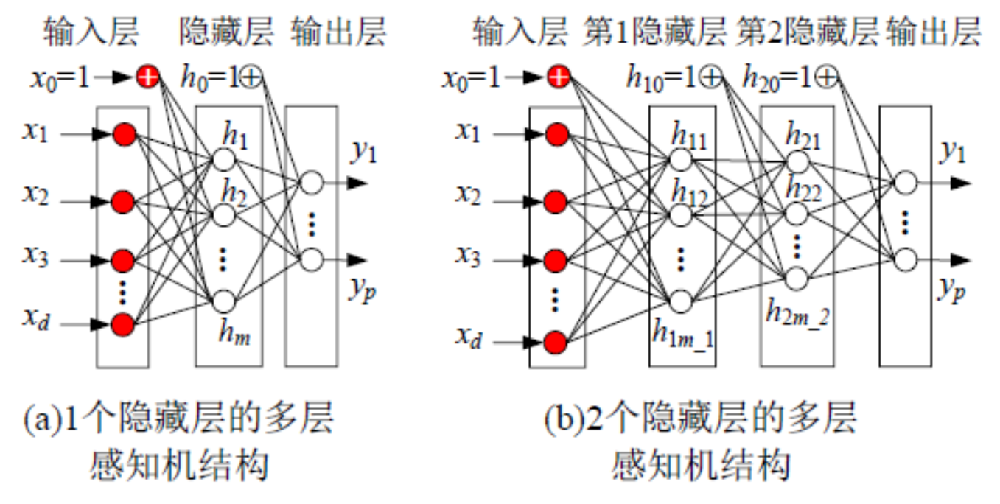 输入层 隐藏层 输出层
x₀=1 h₀=1
x₁ h₁ y₁
x₂ h₂
…
x₃ …
… yₚ
x_d hₘ
(a)1个隐藏层的多层
感知机结构
输入层 第1隐藏层 第2隐藏层 输出层
x₀=1 h₁₀=1 h₂₀=1
x₁ h₁₁ h₂₁ y₁
x₂ h₁₂ h₂₂
…
x₃ … …
… yₚ
x_d h₁ₘ_₁ h₂ₘ_₂
(b)2个隐藏层的多层
感知机结构